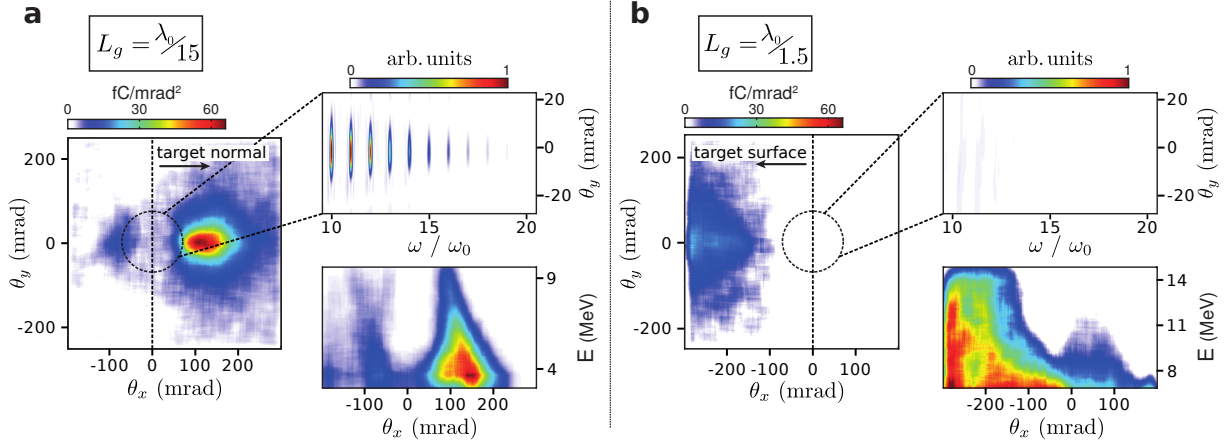 a
L_g = λ_0/15
arb. units
0 1
fC/mrad²
0 30 60
target normal
200
0
-200
θ_y (mrad)
-100 0 100 200
θ_x (mrad)
20
0
-20
θ_y (mrad)
10 15 20
ω / ω_0
9
4
E (MeV)
-100 0 100 200
θ_x (mrad)
b
L_g = λ_0/1.5
arb. units
0 1
fC/mrad²
0 30 60
target surface
200
0
-200
θ_y (mrad)
-200 -100 0 100 200
θ_x (mrad)
20
0
-20
θ_y (mrad)
10 15 20
ω / ω_0
14
11
8
E (MeV)
-200 -100 0 100
θ_x (mrad)